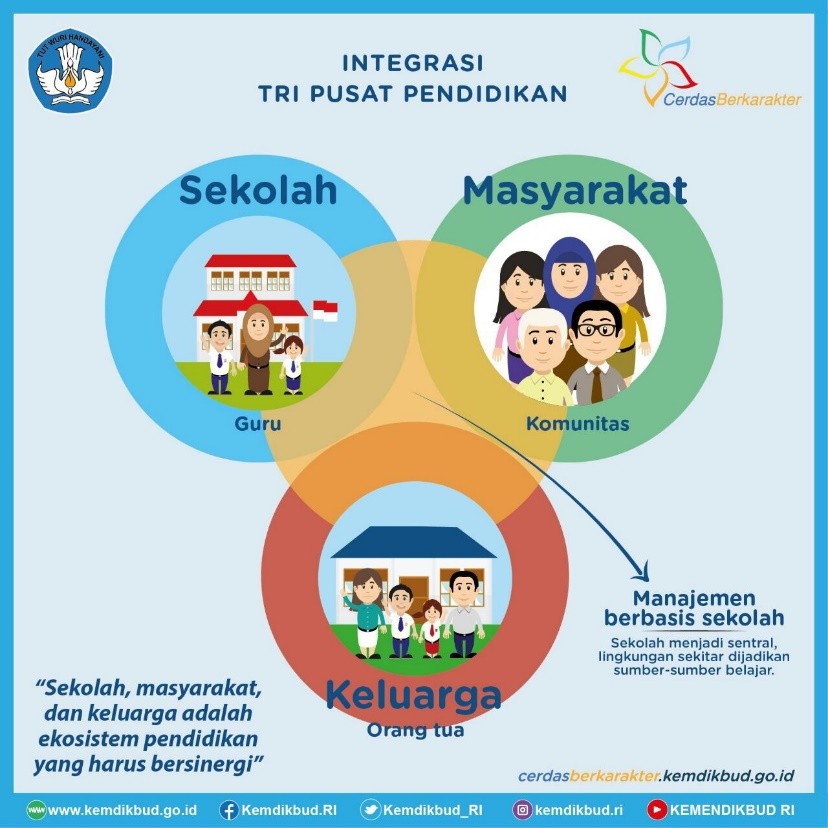 TUT WURI HANDAYANI
INTEGRASI
TRI PUSAT PENDIDIKAN
CerdasBerkarakter
Sekolah
Masyarakat
Guru
Komunitas
Manajemen
berbasis sekolah
Sekolah menjadi sentral,
lingkungan sekitar dijadikan
sumber-sumber belajar.
Keluarga
Orang tua
“Sekolah, masyarakat,
dan keluarga adalah
ekosistem pendidikan
yang harus bersinergi”
cerdasberkarakter.kemdikbud.go.id
www www.kemdikbud.go.id Kemdikbud.RI Kemdikbud_RI kemdikbud.ri KEMENDIKBUD RI